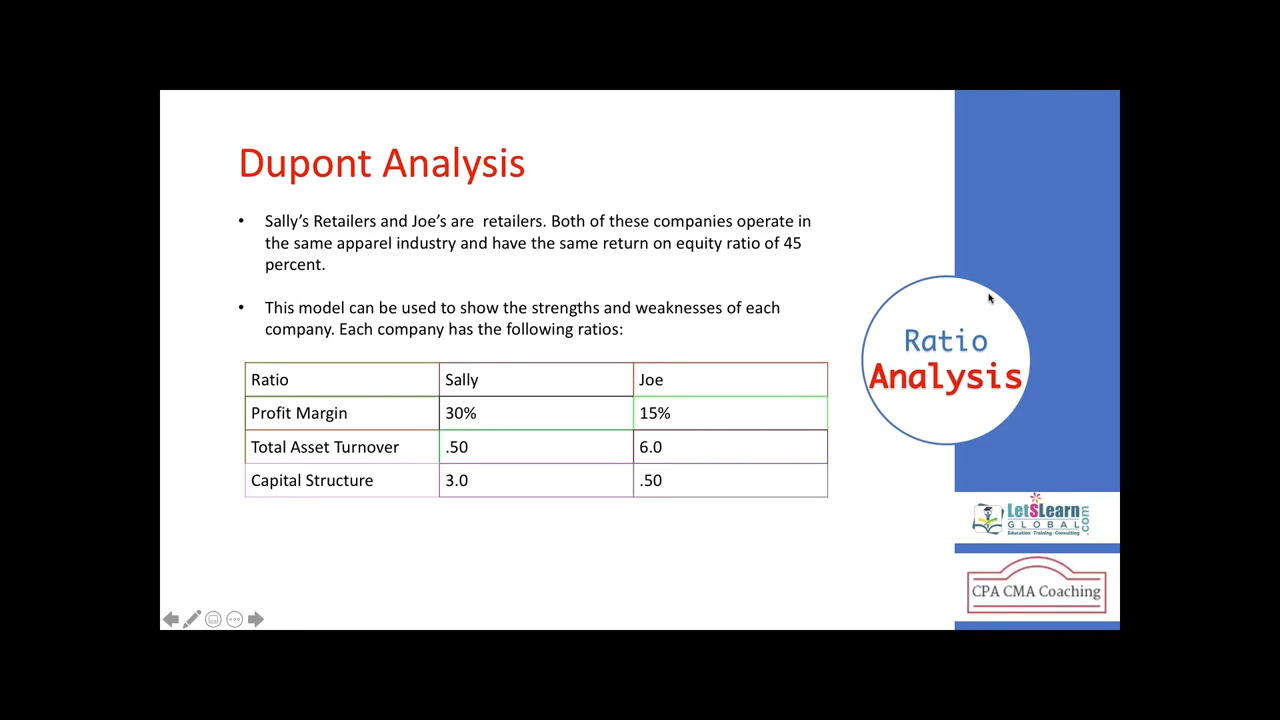 Dupont Analysis
• Sally’s Retailers and Joe’s are  retailers. Both of these companies operate in
the same apparel industry and have the same return on equity ratio of 45
percent.
• This model can be used to show the strengths and weaknesses of each
company. Each company has the following ratios:
Ratio Sally Joe
Profit Margin 30% 15%
Total Asset Turnover .50 6.0
Capital Structure 3.0 .50
Ratio
Analysis
LetSLearn
GLOBAL
.com
Education · Training · Consulting
CPA CMA Coaching